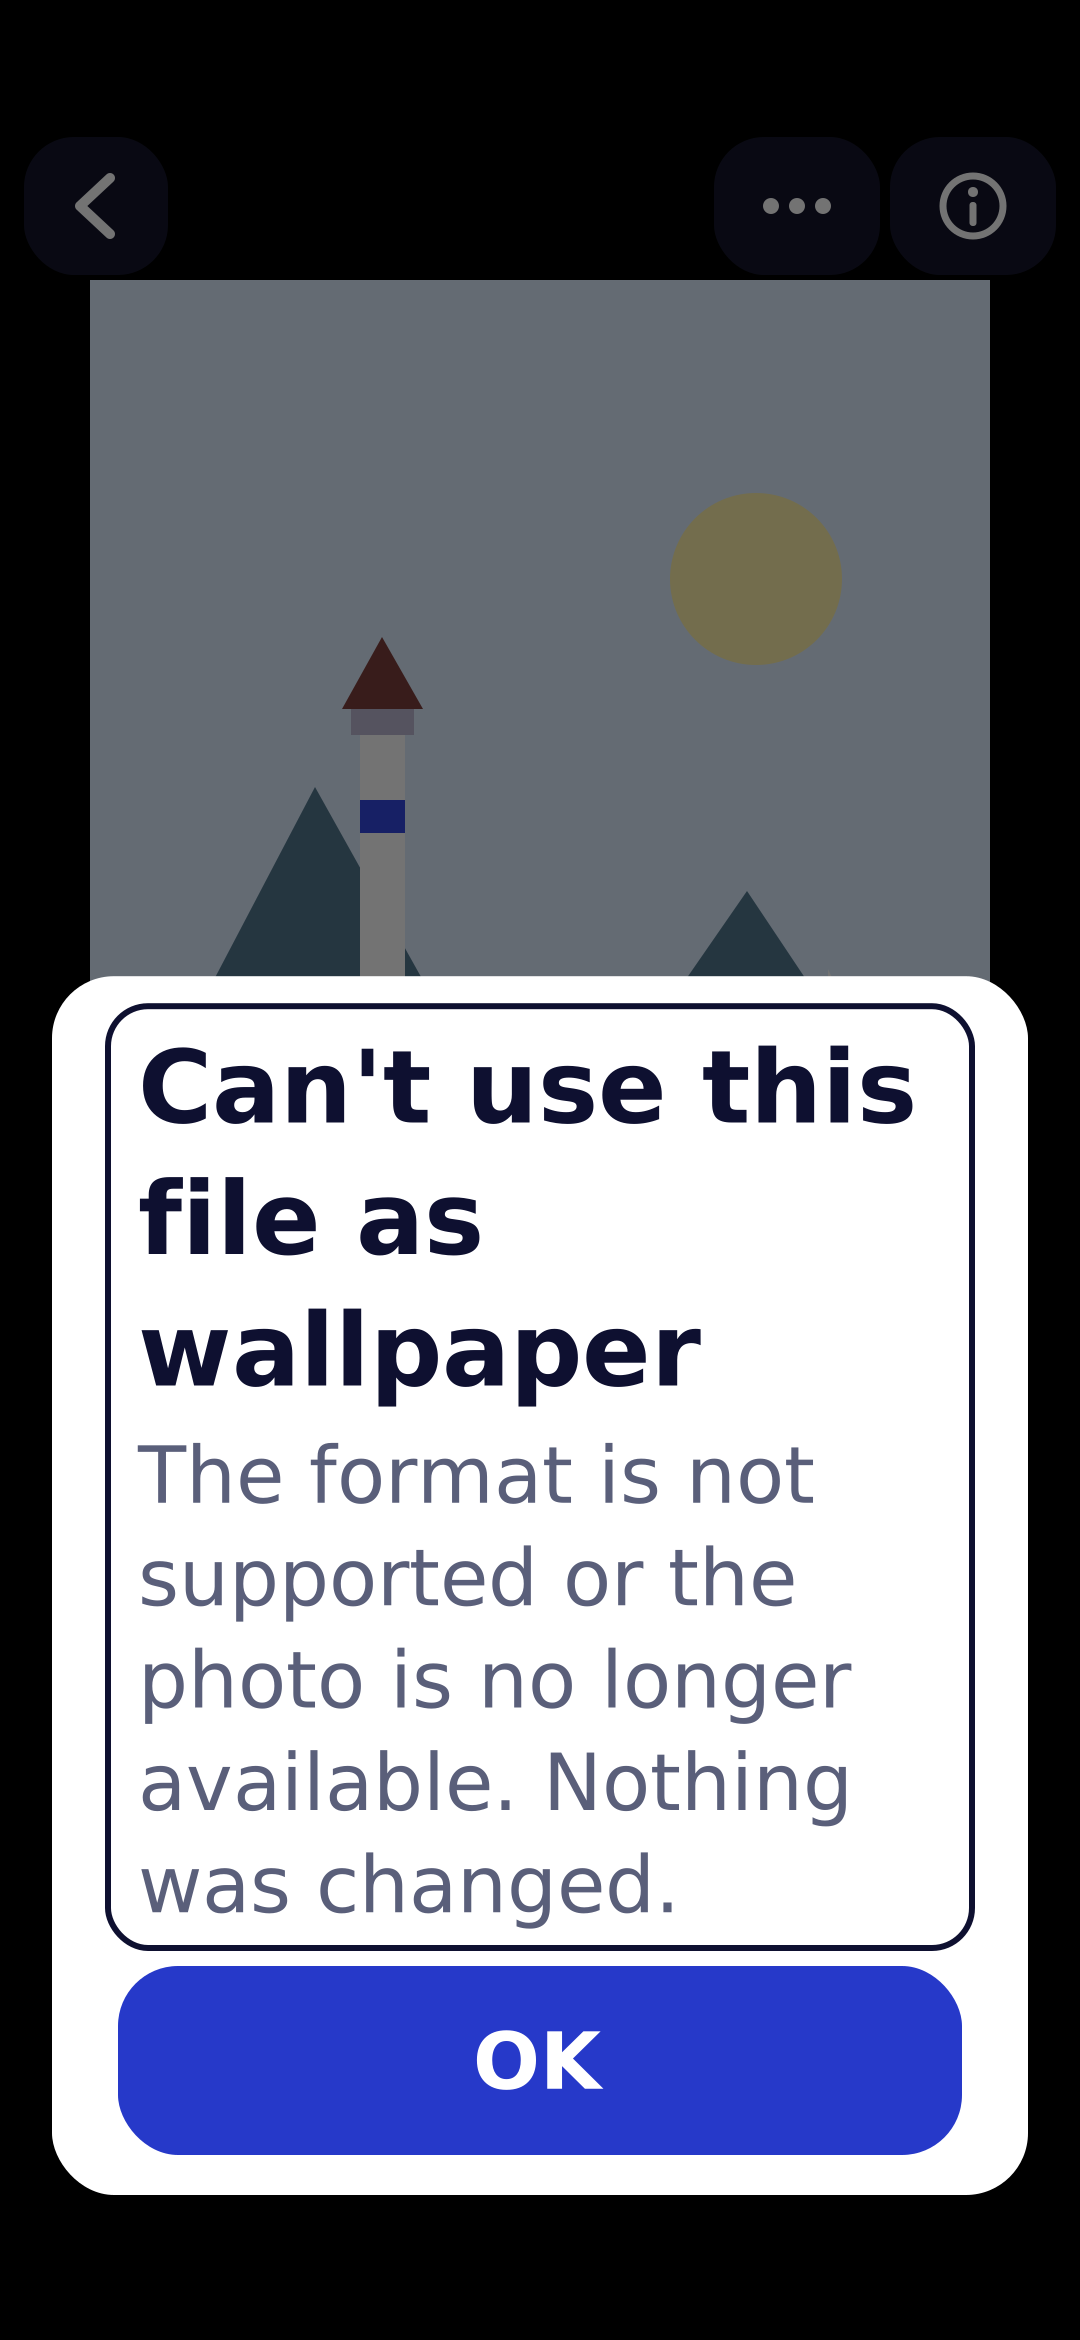 Can't use this
file as
wallpaper
The format is not
supported or the
photo is no longer
available. Nothing
was changed.
OK